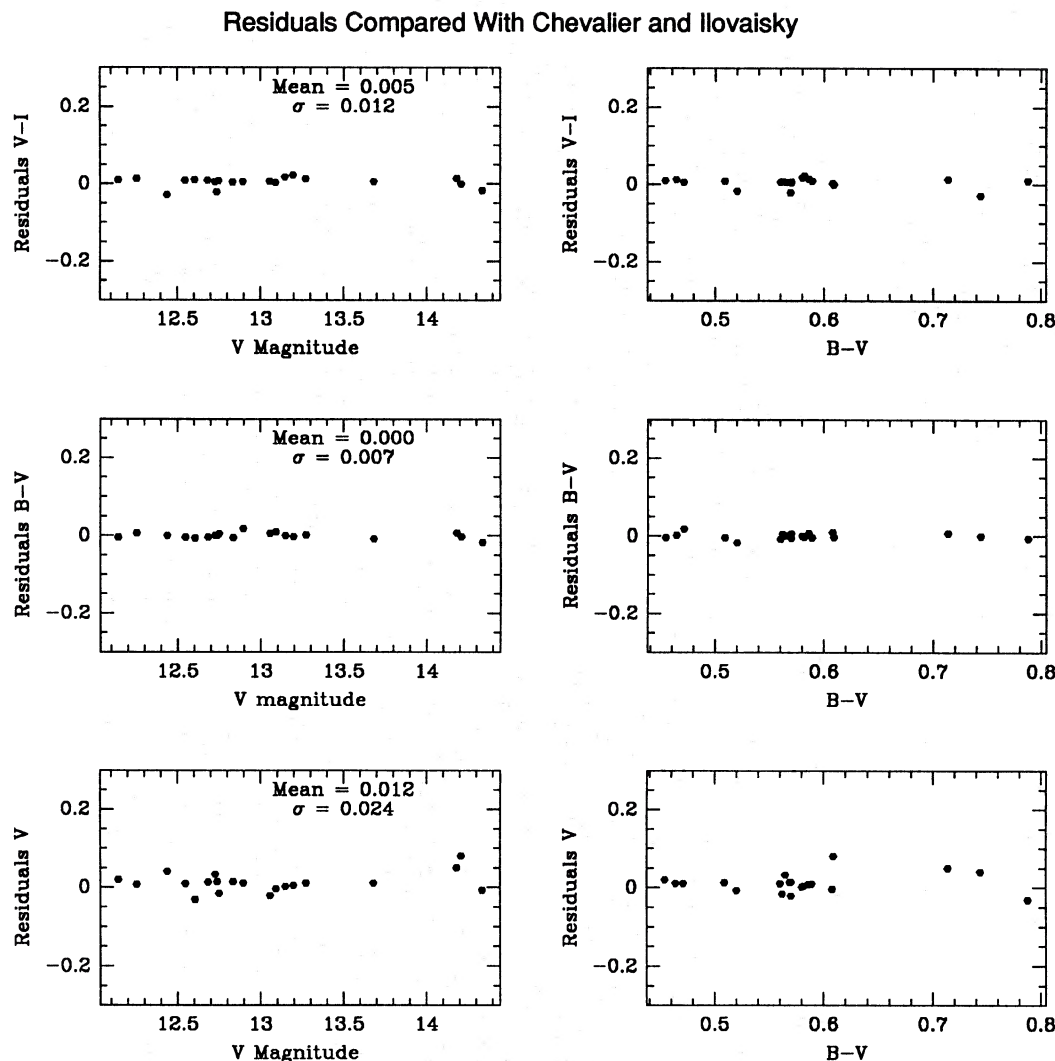 Residuals Compared With Chevalier and Ilovaisky
Mean = 0.005
σ = 0.012
0.2
0
−0.2
Residuals V−I
12.5 13 13.5 14
V Magnitude
0.2
0
−0.2
Residuals V−I
0.5 0.6 0.7 0.8
B−V
Mean = 0.000
σ = 0.007
0.2
0
−0.2
Residuals B−V
12.5 13 13.5 14
V magnitude
0.2
0
−0.2
Residuals B−V
0.5 0.6 0.7 0.8
B−V
Mean = 0.012
σ = 0.024
0.2
0
−0.2
Residuals V
12.5 13 13.5 14
V Magnitude
0.2
0
−0.2
Residuals V
0.5 0.6 0.7 0.8
B−V